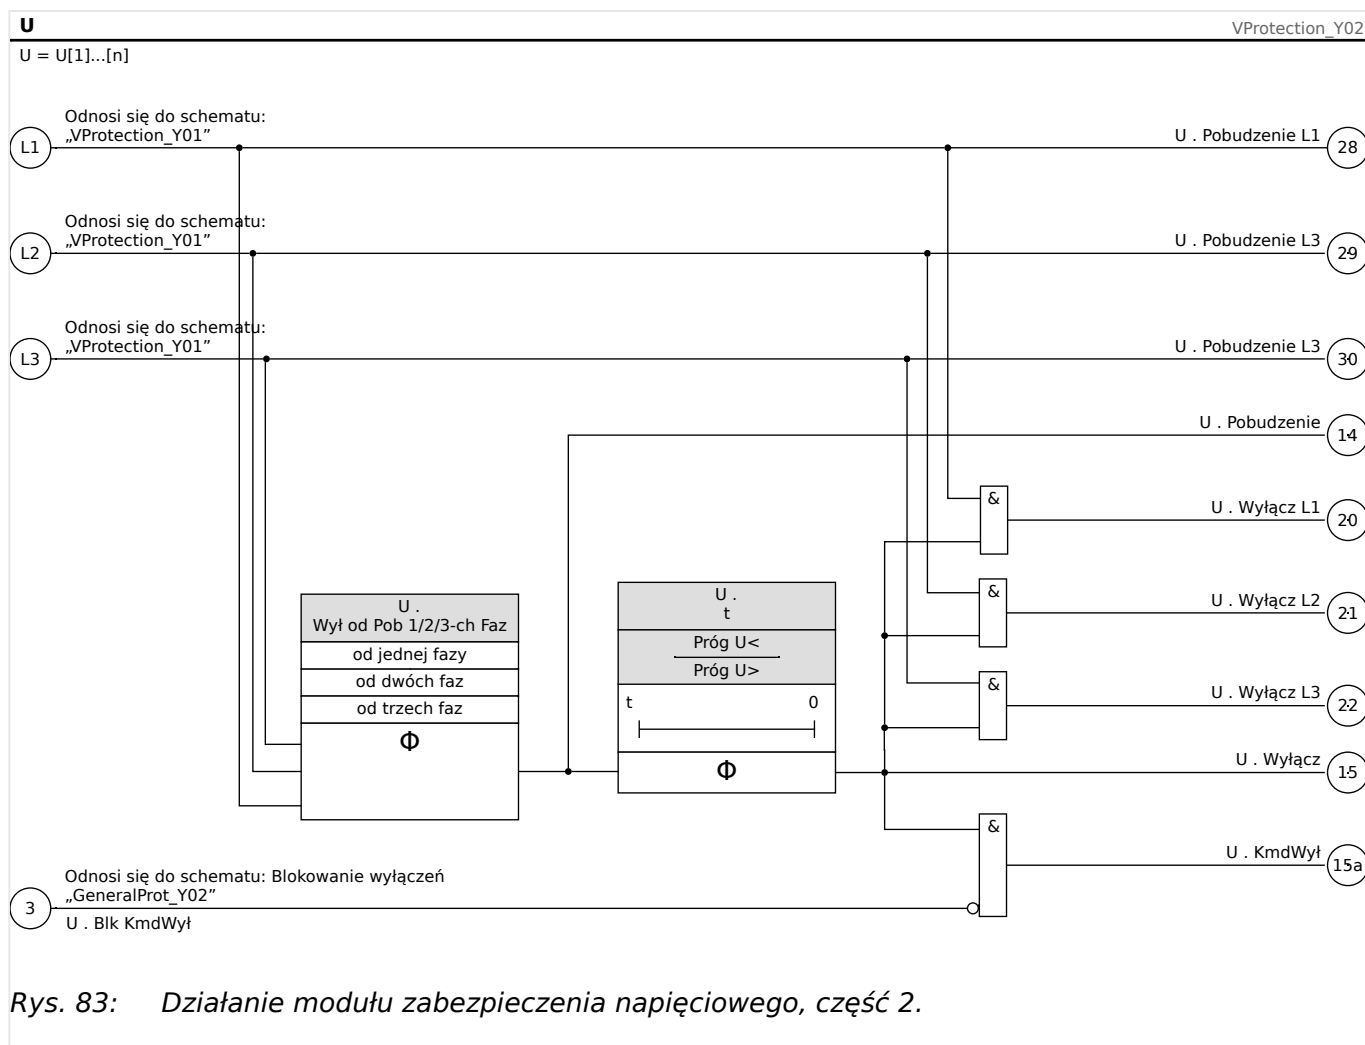 U
VProtection_Y02
U = U[1]...[n]
Odnosi się do schematu:
„VProtection_Y01”
L1
U . Pobudzenie L1
28
Odnosi się do schematu:
„VProtection_Y01”
L2
U . Pobudzenie L3
29
Odnosi się do schematu:
„VProtection_Y01”
L3
U . Pobudzenie L3
30
U . Pobudzenie
14
&
U . Wyłącz L1
20
&
U . Wyłącz L2
21
&
U . Wyłącz L3
22
U .
Wył od Pob 1/2/3-ch Faz
od jednej fazy
od dwóch faz
od trzech faz
Φ
U .
t
Próg U<
Próg U>
t 0
Φ
U . Wyłącz
15
&
U . KmdWył
15a
Odnosi się do schematu: Blokowanie wyłączeń
„GeneralProt_Y02”
3
U . Blk KmdWył
Rys. 83: Działanie modułu zabezpieczenia napięciowego, część 2.